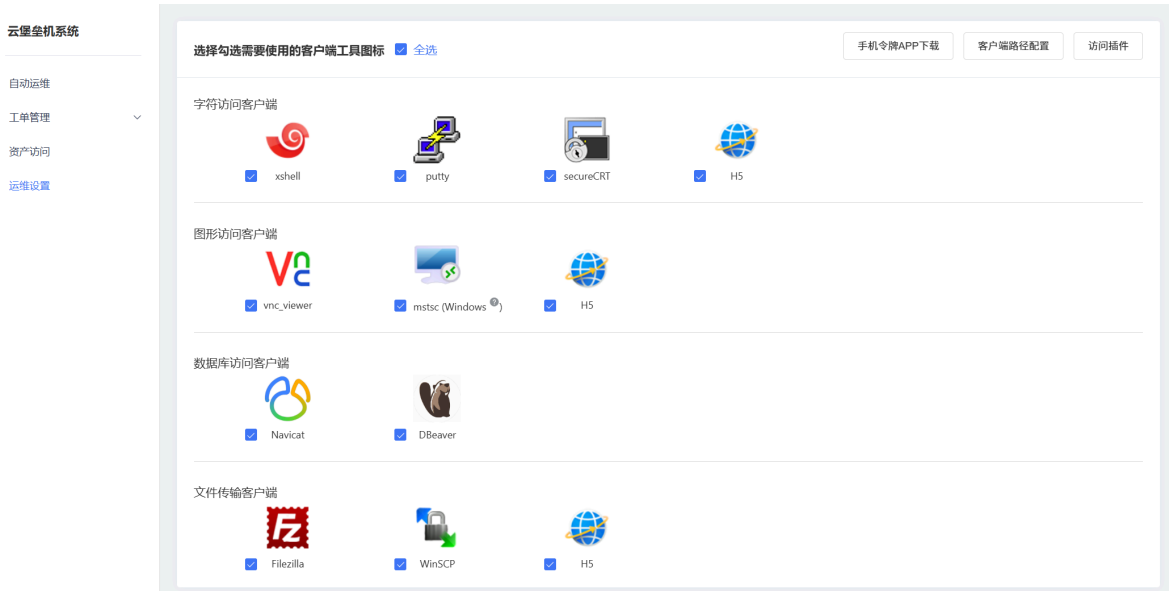 云堡垒机系统
自动运维
工单管理
资产访问
运维设置
选择勾选需要使用的客户端工具图标 全选
手机令牌APP下载 客户端路径配置 访问插件
字符访问客户端
xshell putty secureCRT H5
图形访问客户端
vnc_viewer mstsc (Windows ?) H5
数据库访问客户端
Navicat DBeaver
文件传输客户端
Filezilla WinSCP H5